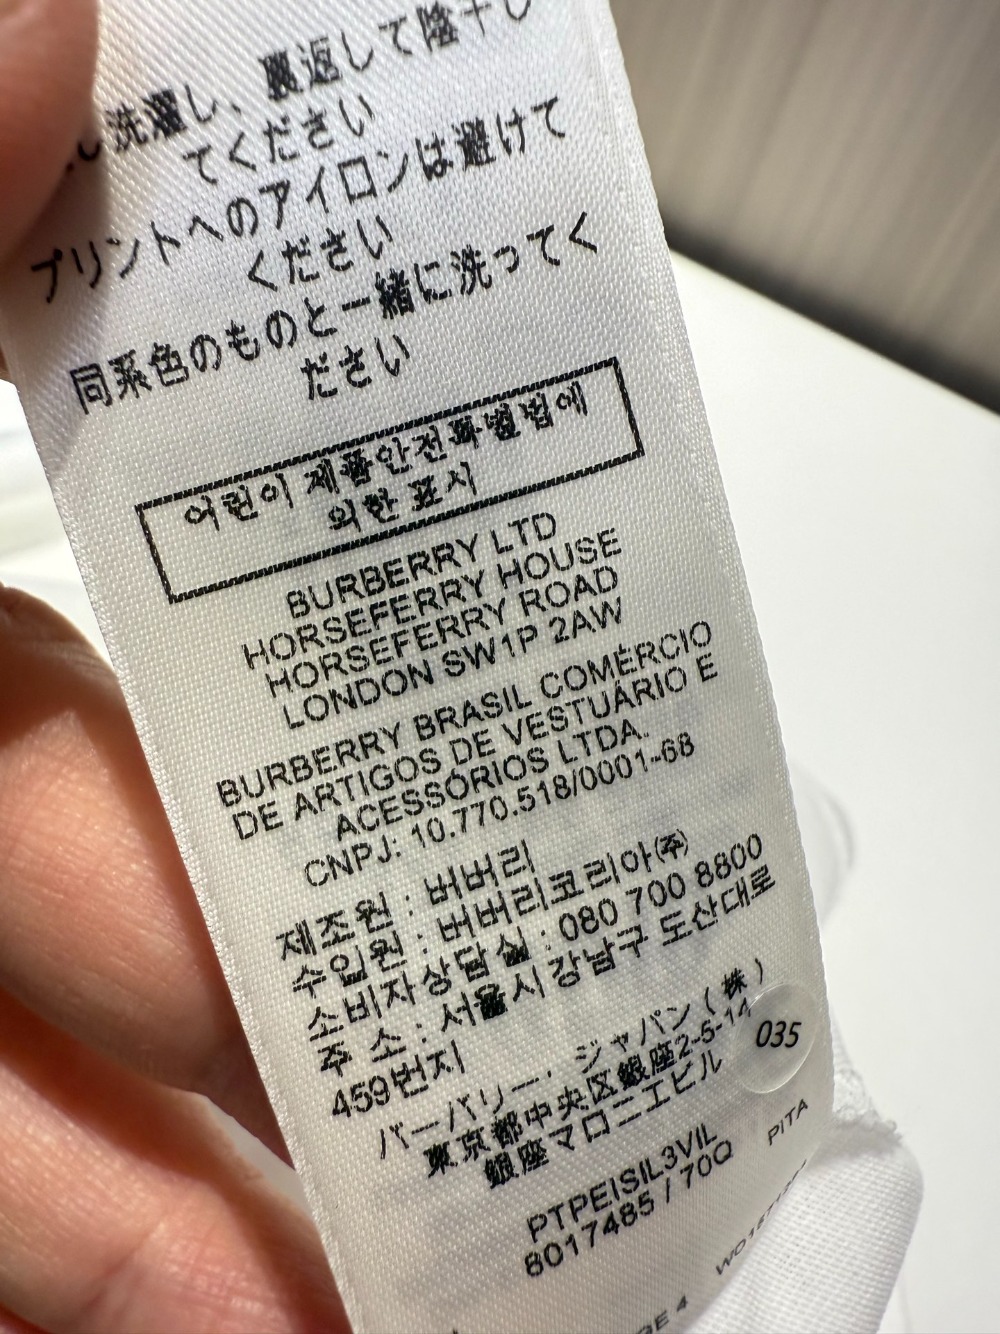 し洗濯し、裏返して陰干し
てください
プリントへのアイロンは避けて
ください
同系色のものと一緒に洗ってく
ださい
어린이 제품안전특별법에
의한 표시
BURBERRY LTD
HORSEFERRY HOUSE
HORSEFERRY ROAD
LONDON SW1P 2AW
BURBERRY BRASIL COMÉRCIO
DE ARTIGOS DE VESTUÁRIO E
ACESSÓRIOS LTDA.
CNPJ: 10.770.518/0001-68
제조원 : 버버리
수입원 : 버버리코리아(주)
소비자상담실 : 080 700 8800
주 소 : 서울시 강남구 도산대로
459번지
バーバリー・ジャパン(株)
東京都中央区銀座2-5-14
銀座マロニエビル
035
PTPEISIL3VIL
PITA
8017485 / 70Q